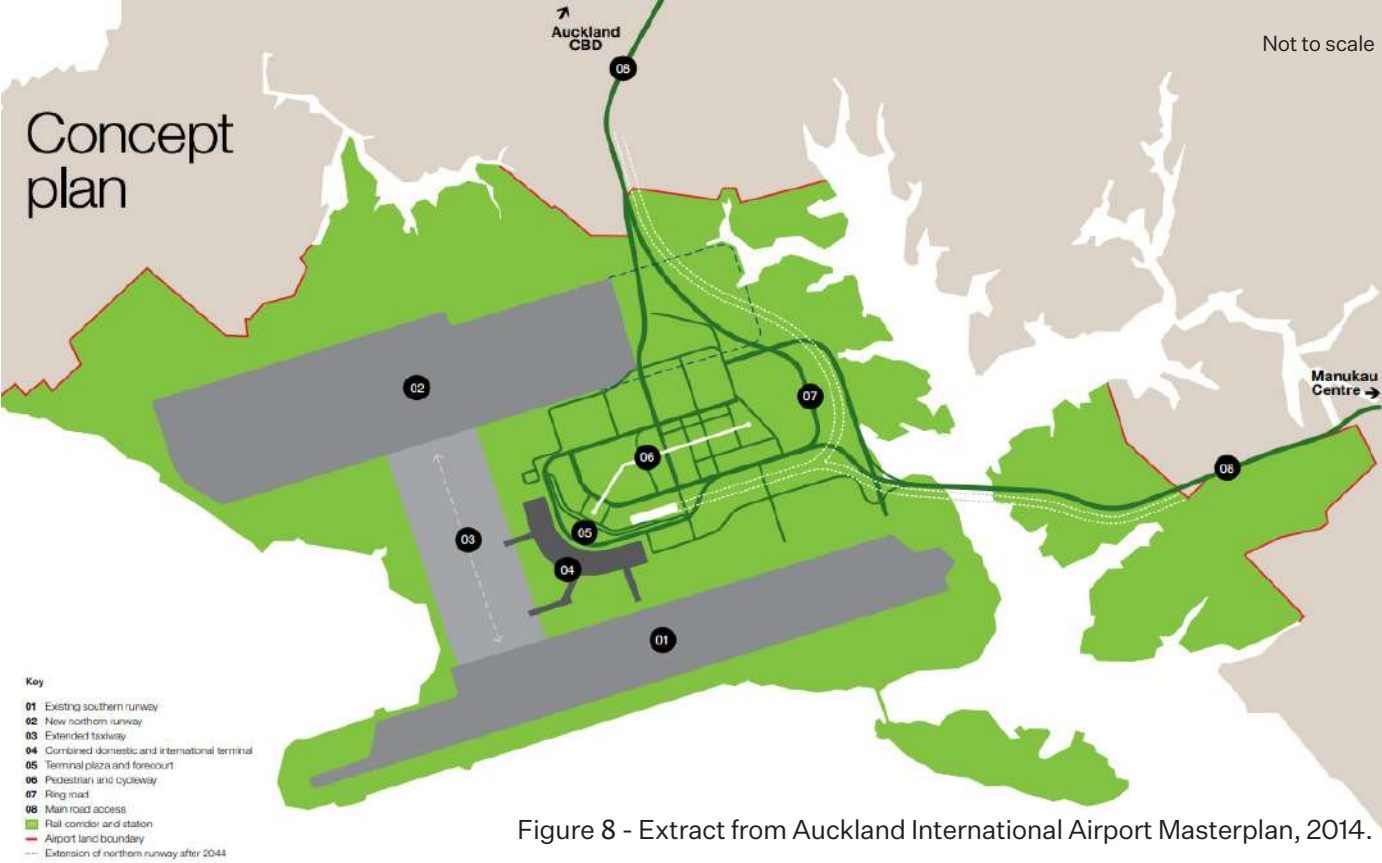 Auckland
CBD
Not to scale
08
Concept
plan
02
07
Manukau
Centre
06
08
05
03
04
01
Key
01 Existing southern runway
02 New northern runway
03 Extended taxiway
04 Combined domestic and international terminal
05 Terminal plaza and forecourt
06 Pedestrian and cycleway
07 Ring road
08 Main road access
Rail corridor and station
Airport land boundary
Extension of northern runway after 2044
Figure 8 - Extract from Auckland International Airport Masterplan, 2014.